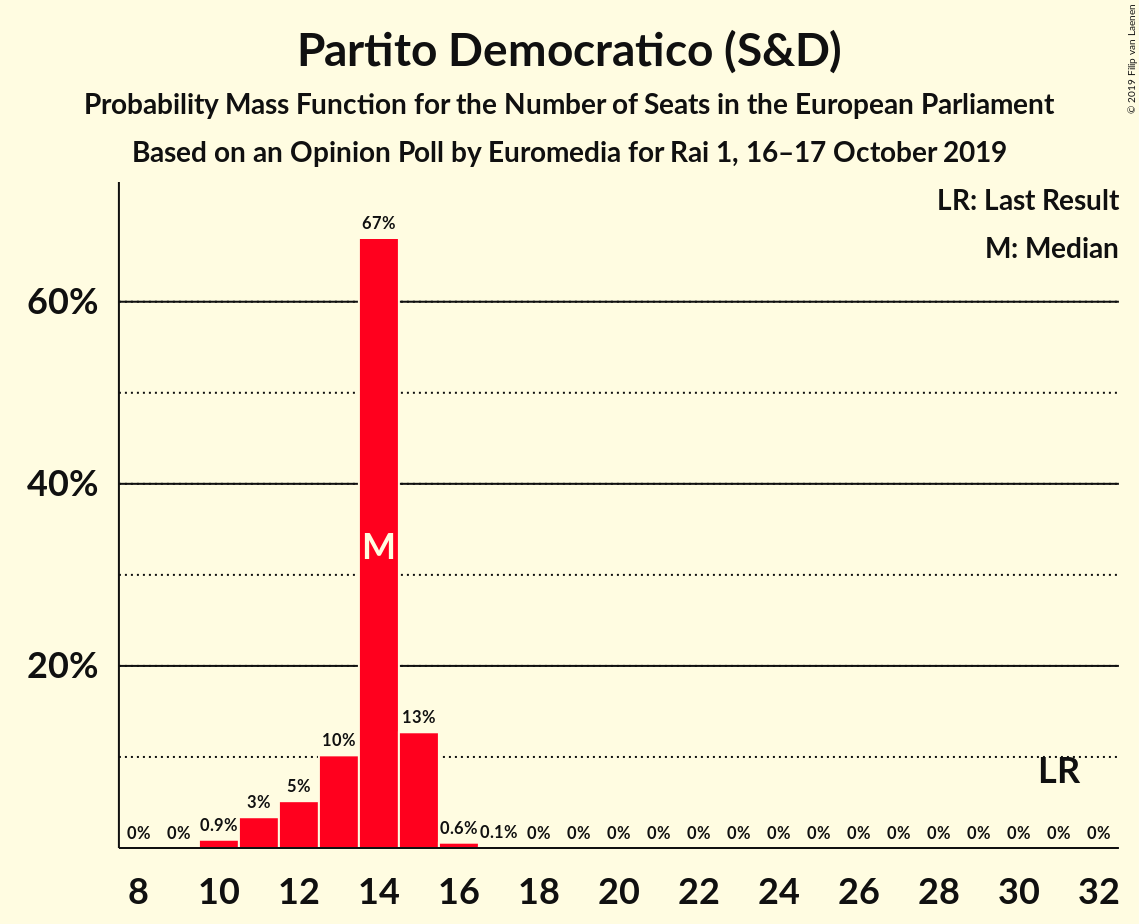 Partito Democratico (S&D)
Probability Mass Function for the Number of Seats in the European Parliament
Based on an Opinion Poll by Euromedia for Rai 1, 16–17 October 2019
© 2019 Filip van Laenen
LR: Last Result
M: Median
60%
40%
20%
0% 0% 0.9% 3% 5% 10% 67% 13% 0.6% 0.1% 0% 0% 0% 0% 0% 0% 0% 0% 0% 0% 0% 0% 0% 0% 0%
M
LR
8 10 12 14 16 18 20 22 24 26 28 30 32